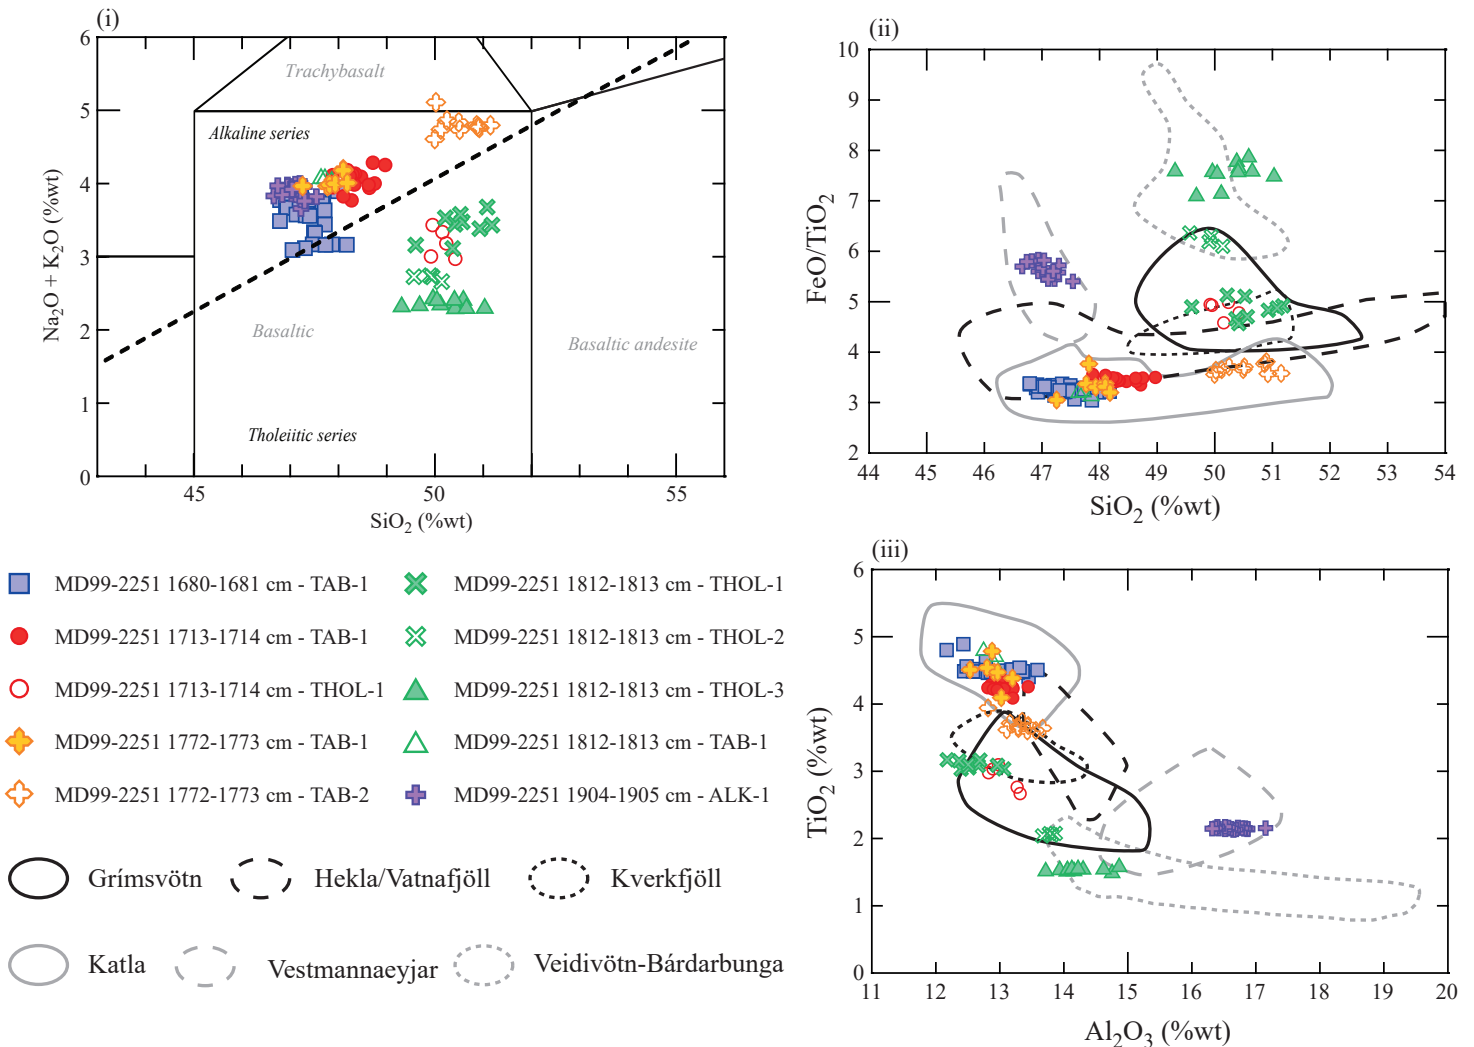 (i)
6
5
4
3
2
1
0
Na₂O + K₂O (%wt)
Trachybasalt
Alkaline series
Basaltic
Basaltic andesite
Tholeiitic series
45
50
55
SiO₂ (%wt)
(ii)
10
9
8
7
6
5
4
3
2
FeO/TiO₂
44
45
46
47
48
49
50
51
52
53
54
SiO₂ (%wt)
MD99-2251 1680-1681 cm - TAB-1
MD99-2251 1713-1714 cm - TAB-1
MD99-2251 1713-1714 cm - THOL-1
MD99-2251 1772-1773 cm - TAB-1
MD99-2251 1772-1773 cm - TAB-2
MD99-2251 1812-1813 cm - THOL-1
MD99-2251 1812-1813 cm - THOL-2
MD99-2251 1812-1813 cm - THOL-3
MD99-2251 1812-1813 cm - TAB-1
MD99-2251 1904-1905 cm - ALK-1
Grímsvötn
Hekla/Vatnafjöll
Kverkfjöll
Katla
Vestmannaeyjar
Veidivötn-Bárdarbunga
(iii)
6
5
4
3
2
1
0
TiO₂ (%wt)
11
12
13
14
15
16
17
18
19
20
Al₂O₃ (%wt)